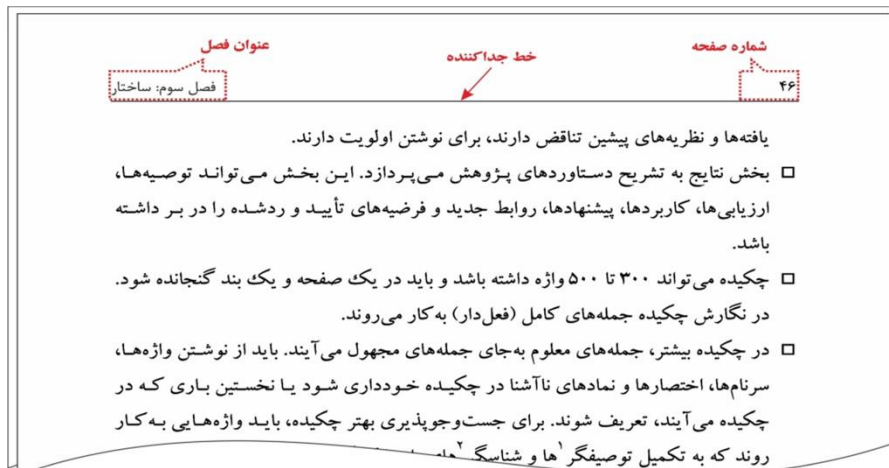 شماره صفحه
خط جداکننده
عنوان فصل
۴۶
فصل سوم: ساختار
یافته‌ها و نظریه‌های پیشین تناقض دارند، برای نوشتن اولویت دارند.
بخش نتایج به تشریح دستاوردهای پژوهش می‌پردازد. این بخش می‌تواند توصیه‌ها،
ارزیابی‌ها، کاربردها، پیشنهادها، روابط جدید و فرضیه‌های تأیید و ردشده را در بر داشته
باشد.
چکیده می‌تواند ۳۰۰ تا ۵۰۰ واژه داشته باشد و باید در یک صفحه و یک بند گنجانده شود.
در نگارش چکیده جمله‌های کامل (فعل‌دار) به‌کار می‌روند.
در چکیده بیشتر، جمله‌های معلوم به‌جای جمله‌های مجهول می‌آیند. باید از نوشتن واژه‌ها،
سرنام‌ها، اختصارها و نمادهای ناآشنا در چکیده خودداری شود یا نخستین باری که در
چکیده می‌آیند، تعریف شوند. برای جست‌وجوپذیری بهتر چکیده، باید واژه‌هایی به‌کار
روند که به تکمیل توصیفگر۱ها و شناسگر۲های